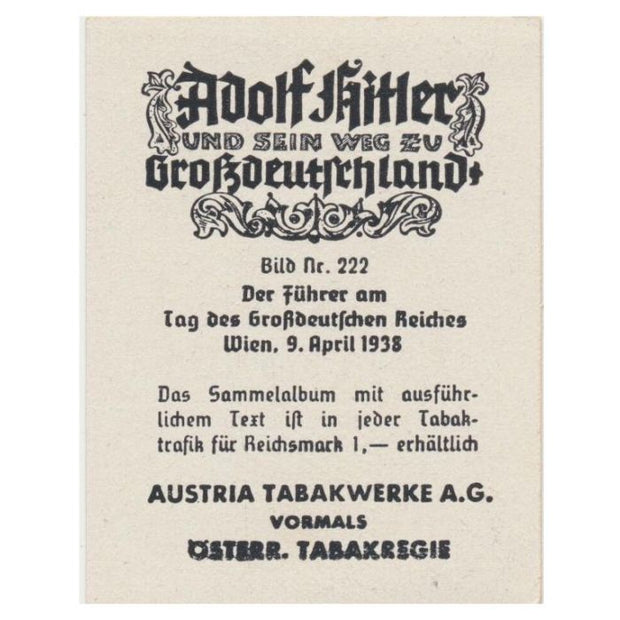 Adolf Hitler
UND SEIN WEG ZU
Großdeutschland
Bild Nr. 222
Der Führer am
Tag des Großdeutschen Reiches
Wien, 9. April 1938
Das Sammelalbum mit ausführ-
lichem Text ist in jeder Tabak-
trafik für Reichsmark 1,— erhältlich
AUSTRIA TABAKWERKE A.G.
VORMALS
ÖSTERR. TABAKREGIE